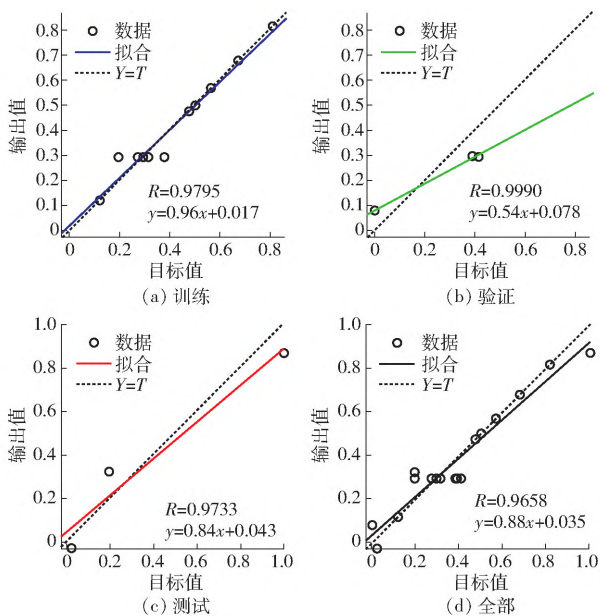 数据
拟合
Y=T
输出值
0.8
0.7
0.6
0.5
0.4
0.3
0.2
0.1
0
R=0.9795
y=0.96x+0.017
0 0.2 0.4 0.6 0.8
目标值
(a) 训练
数据
拟合
Y=T
输出值
0.8
0.7
0.6
0.5
0.4
0.3
0.2
0.1
0
R=0.9990
y=0.54x+0.078
0 0.2 0.4 0.6 0.8
目标值
(b) 验证
数据
拟合
Y=T
输出值
1.0
0.8
0.6
0.4
0.2
0
R=0.9733
y=0.84x+0.043
0 0.2 0.4 0.6 0.8 1.0
目标值
(c) 测试
数据
拟合
Y=T
输出值
1.0
0.8
0.6
0.4
0.2
0
R=0.9658
y=0.88x+0.035
0 0.2 0.4 0.6 0.8 1.0
目标值
(d) 全部